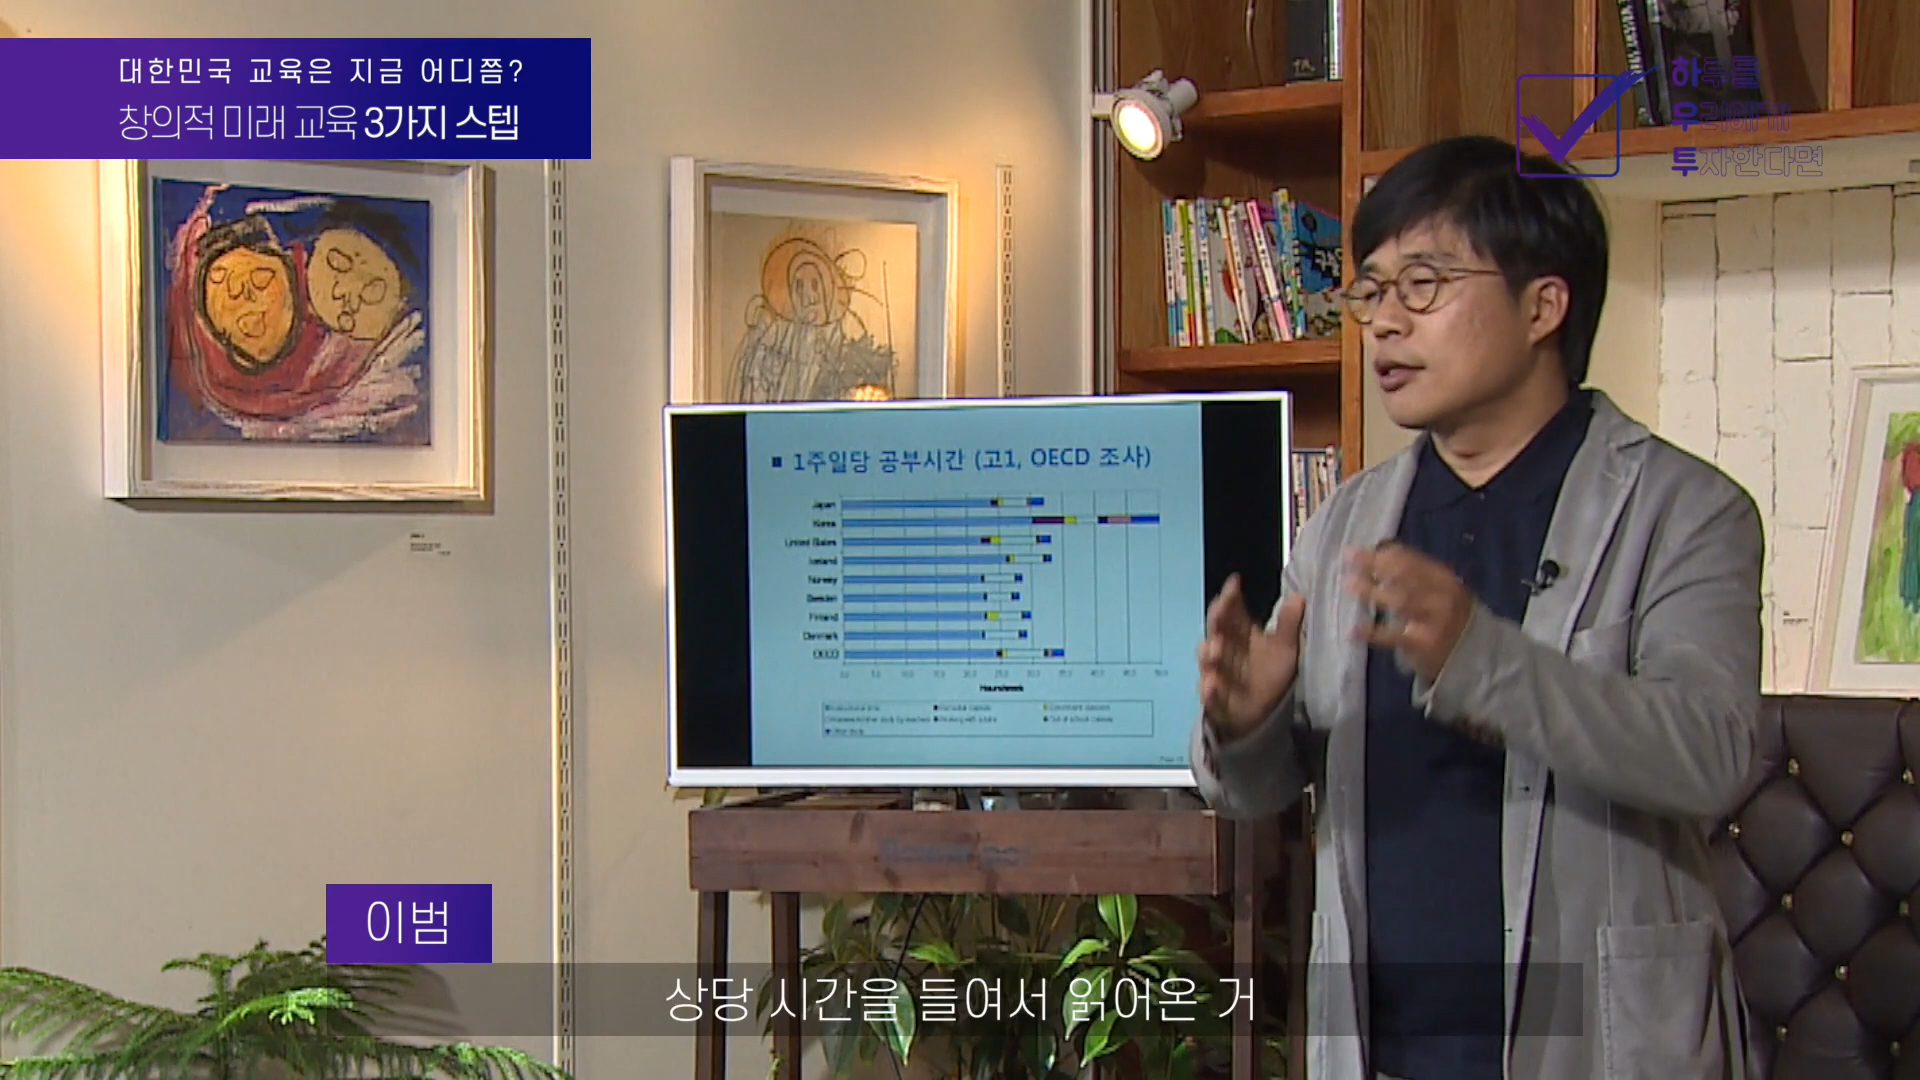 대한민국 교육은 지금 어디쯤?
창의적 미래 교육 3가지 스텝
하루를
우리에게
투자한다면
■ 1주일당 공부시간 (고1, OECD 조사)
Japan
Korea
United States
Iceland
Norway
Sweden
Finland
Denmark
OECD
Hours/week
이범
상당 시간을 들여서 읽어온 거